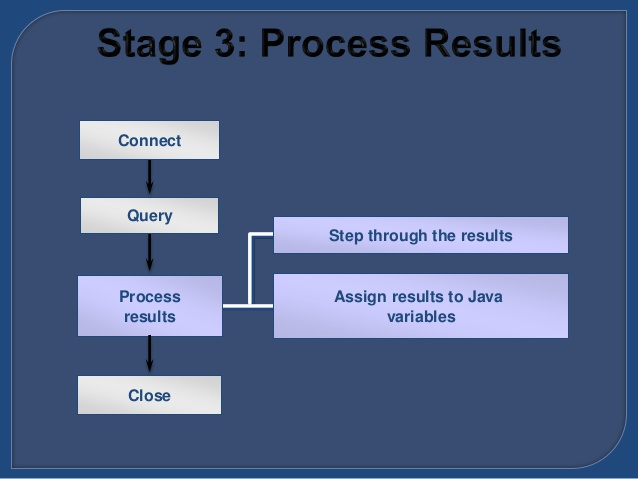 Stage 3: Process Results
Connect
Query
Step through the results
Process
results
Assign results to Java
variables
Close